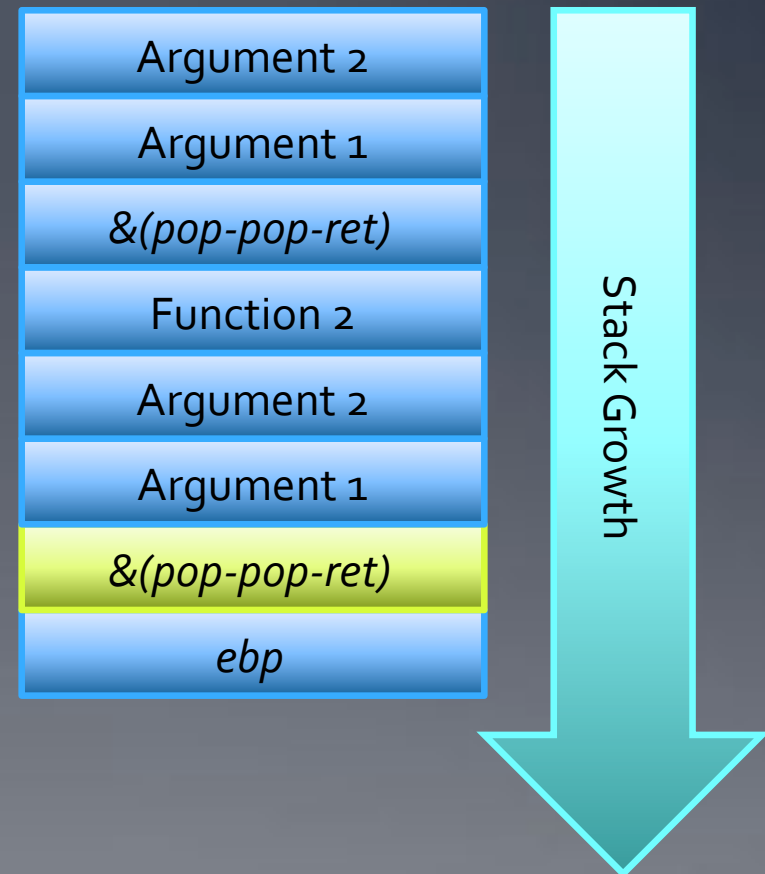 Argument 2
Argument 1
&(pop-pop-ret)
Function 2
Argument 2
Argument 1
&(pop-pop-ret)
ebp
Stack Growth